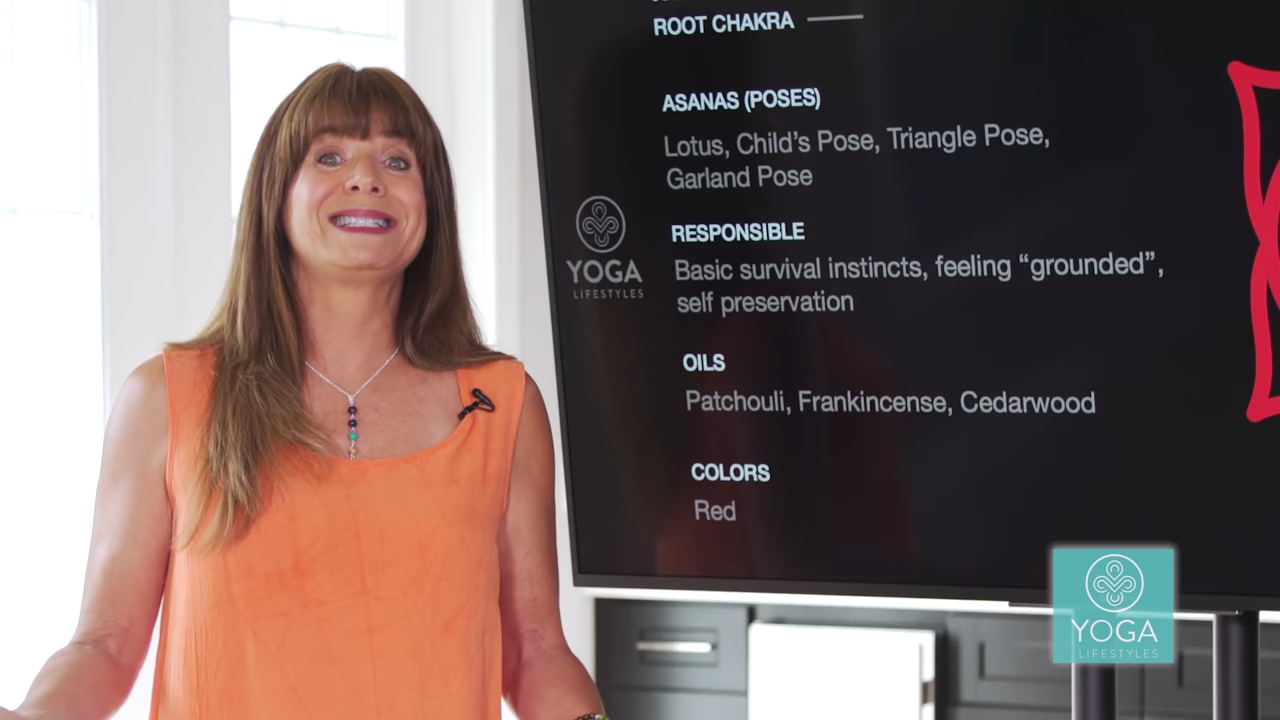 ROOT CHAKRA
ASANAS (POSES)
Lotus, Child's Pose, Triangle Pose,
Garland Pose
RESPONSIBLE
Basic survival instincts, feeling “grounded”,
self preservation
OILS
Patchouli, Frankincense, Cedarwood
COLORS
Red
YOGA
LIFESTYLES
YOGA
LIFESTYLES